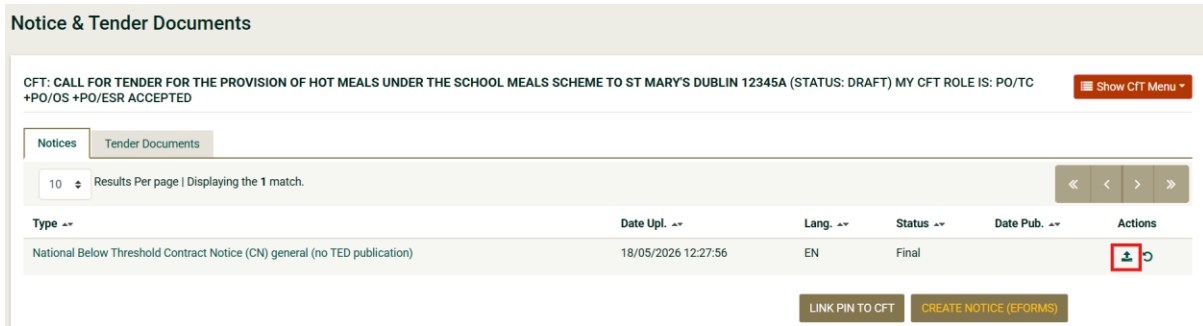 Notice & Tender Documents
CFT: CALL FOR TENDER FOR THE PROVISION OF HOT MEALS UNDER THE SCHOOL MEALS SCHEME TO ST MARY'S DUBLIN 12345A (STATUS: DRAFT) MY CFT ROLE IS: PO/TC
+PO/OS +PO/ESR ACCEPTED
Show CfT Menu
Notices Tender Documents
10 Results Per page | Displaying the 1 match.
Type Date Upl. Lang. Status Date Pub. Actions
National Below Threshold Contract Notice (CN) general (no TED publication) 18/05/2026 12:27:56 EN Final
LINK PIN TO CFT CREATE NOTICE (EFORMS)